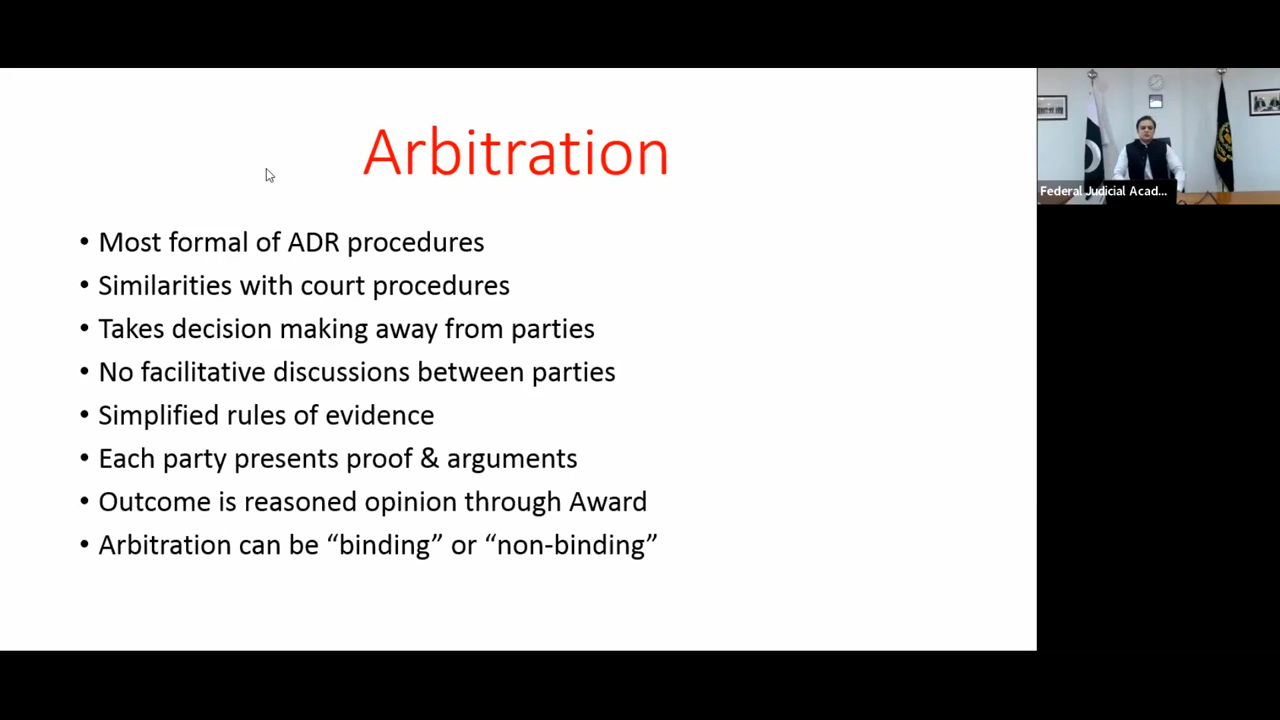 Arbitration
• Most formal of ADR procedures
• Similarities with court procedures
• Takes decision making away from parties
• No facilitative discussions between parties
• Simplified rules of evidence
• Each party presents proof & arguments
• Outcome is reasoned opinion through Award
• Arbitration can be “binding” or “non-binding”
Federal Judicial Acad...